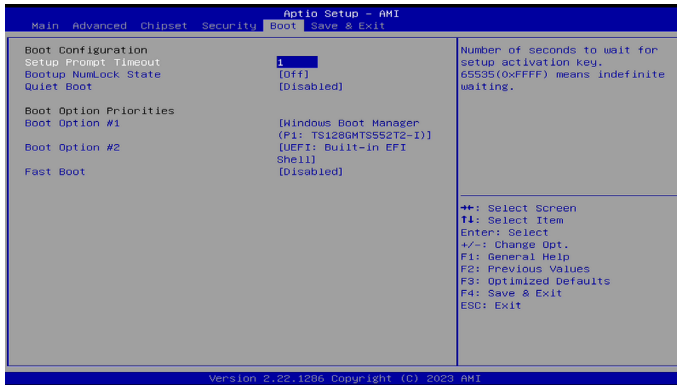 Aptio Setup - AMI
Main Advanced Chipset Security Boot Save & Exit
Boot Configuration
Setup Prompt Timeout 1
Bootup NumLock State [Off]
Quiet Boot [Disabled]
Boot Option Priorities
Boot Option #1 [Windows Boot Manager
(P1: TS128GMTS552T2-I)]
Boot Option #2 [UEFI: Built-in EFI
Shell]
Fast Boot [Disabled]
Number of seconds to wait for
setup activation key.
65535(0xFFFF) means indefinite
waiting.
→←: Select Screen
↑↓: Select Item
Enter: Select
+/-: Change Opt.
F1: General Help
F2: Previous Values
F3: Optimized Defaults
F4: Save & Exit
ESC: Exit
Version 2.22.1286 Copyright (C) 2023 AMI